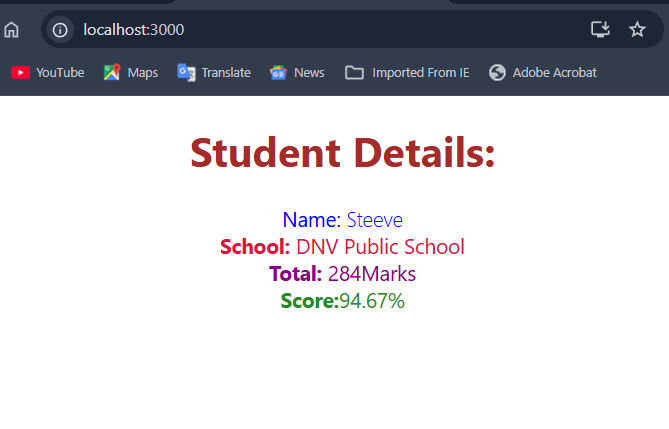 localhost:3000
YouTube Maps Translate News Imported From IE Adobe Acrobat
Student Details:
Name: Steeve
School: DNV Public School
Total: 284Marks
Score:94.67%